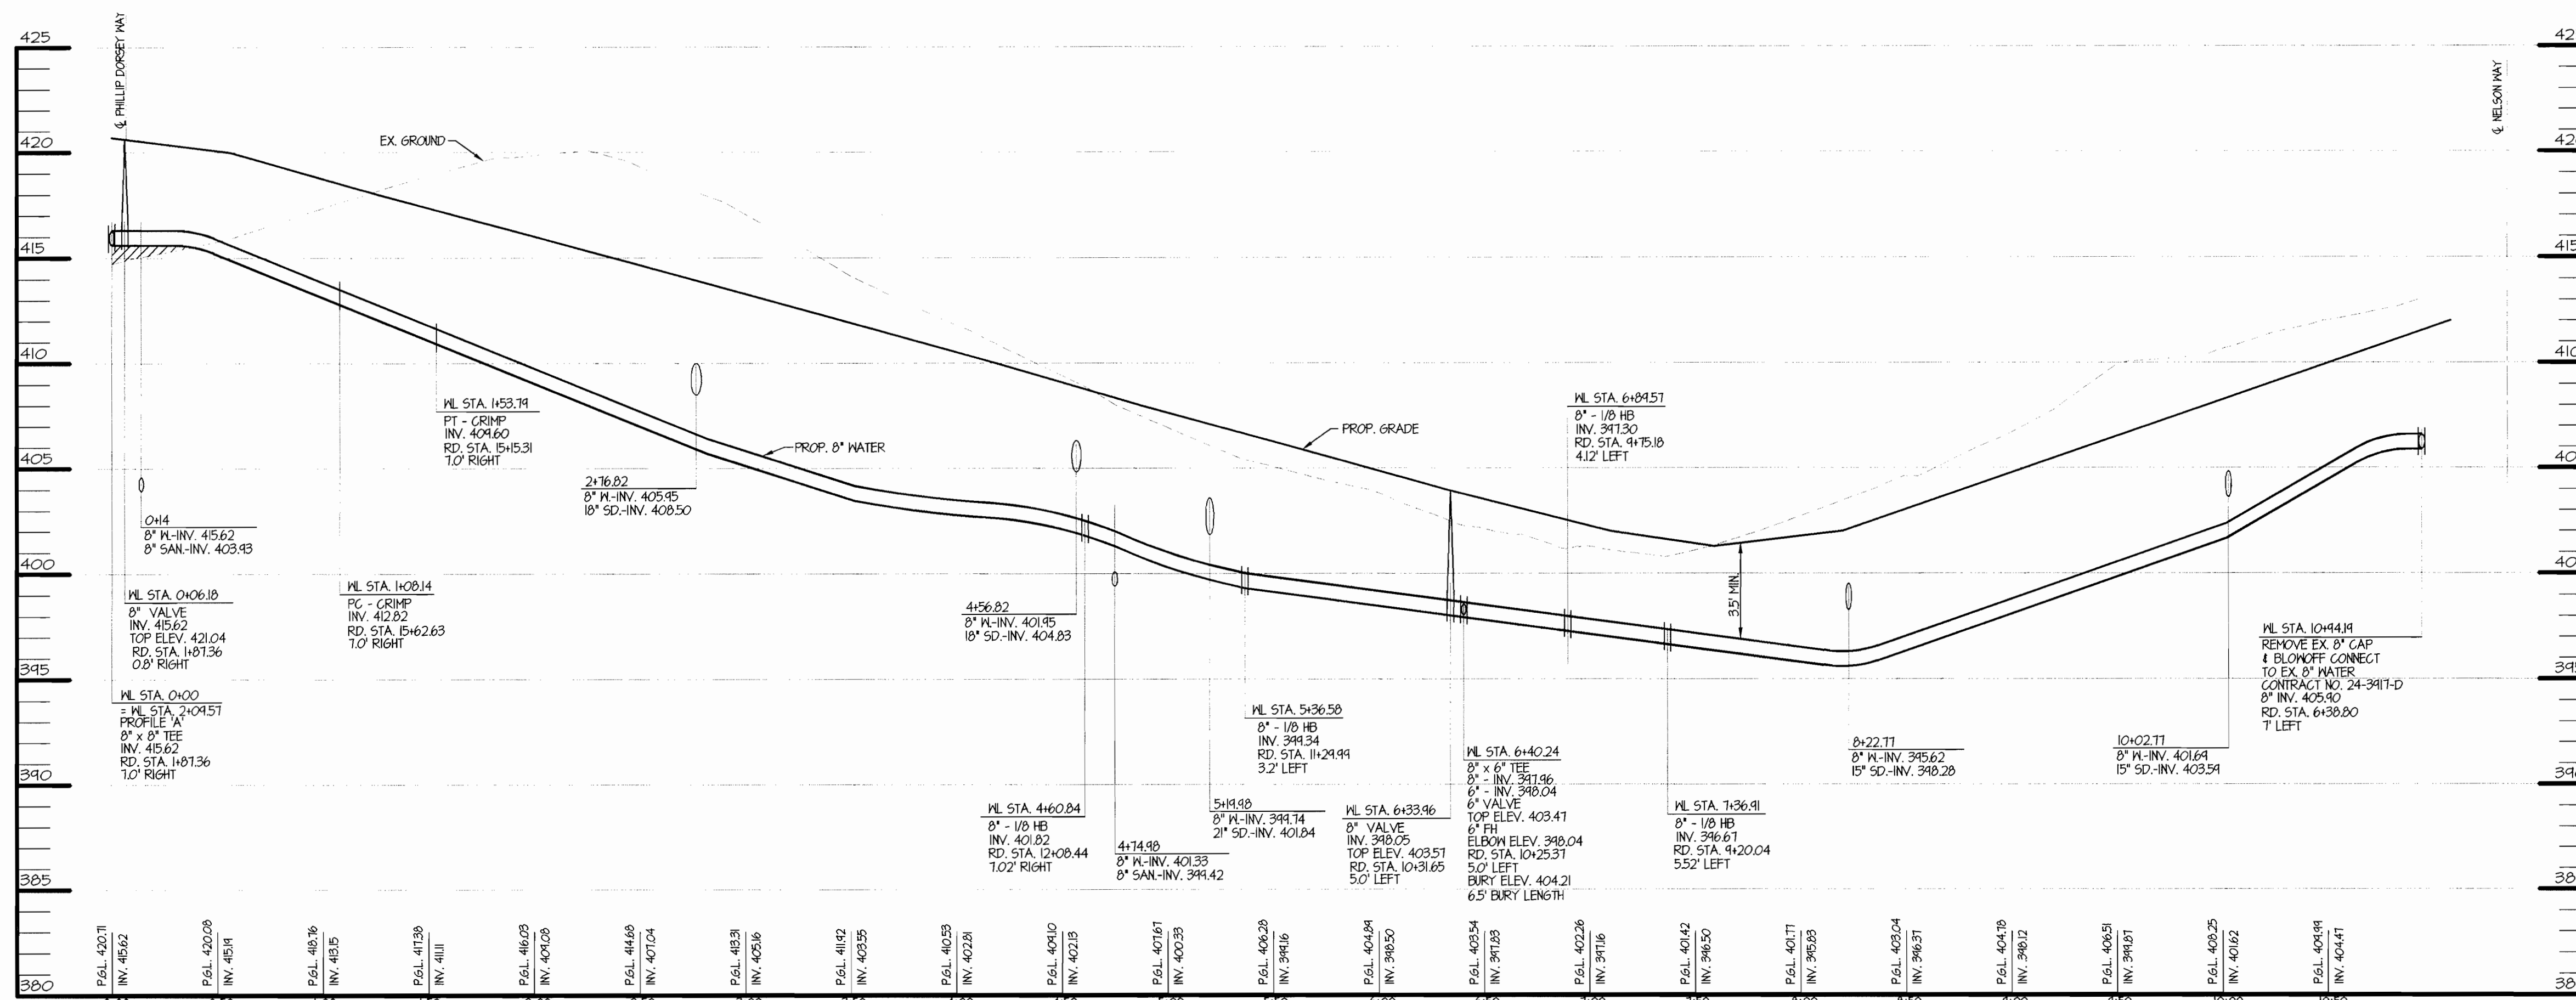 425
420
415
410
405
400
395
390
385
380
℄ PHILLIP DORSEY WAY
EX. GROUND
℄ NELSON WAY
PROP. 8" WATER
PROP. GRADE
3.5' MIN.
WL STA. 1+53.79
PT - CRIMP
INV. 409.60
RD. STA. 15+15.31
7.0' RIGHT
2+76.82
8" W.-INV. 405.95
18" SD.-INV. 408.50
0+14
8" W.-INV. 415.62
8" SAN.-INV. 403.93
WL STA. 0+06.18
8" VALVE
INV. 415.62
TOP ELEV. 421.04
RD. STA. 1+87.36
0.8' RIGHT
WL STA. 0+00
= WL STA. 2+09.57
PROFILE 'A'
8" x 8" TEE
INV. 415.62
RD. STA. 1+87.36
7.0' RIGHT
WL STA. 1+08.14
PC - CRIMP
INV. 412.82
RD. STA. 15+62.63
7.0' RIGHT
4+56.82
8" W.-INV. 401.95
18" SD.-INV. 404.83
WL STA. 4+60.84
8" - 1/8 HB
INV. 401.82
RD. STA. 12+08.44
7.02' RIGHT
4+74.98
8" W.-INV. 401.33
8" SAN.-INV. 399.42
5+19.98
8" W.-INV. 399.74
21" SD.-INV. 401.84
WL STA. 5+36.58
8" - 1/8 HB
INV. 399.34
RD. STA. 11+29.99
3.2' LEFT
WL STA. 6+33.96
8" VALVE
INV. 398.05
TOP ELEV. 403.57
RD. STA. 10+31.65
5.0' LEFT
WL STA. 6+40.24
8" x 6" TEE
8" - INV. 397.96
6" - INV. 398.04
6" VALVE
TOP ELEV. 403.47
6" FH
ELBOW ELEV. 398.04
RD. STA. 10+25.37
5.0' LEFT
BURY ELEV. 404.21
6.5' BURY LENGTH
WL STA. 6+89.57
8" - 1/8 HB
INV. 397.30
RD. STA. 9+75.18
4.12' LEFT
WL STA. 7+36.91
8" - 1/8 HB
INV. 396.67
RD. STA. 9+20.04
5.52' LEFT
8+22.77
8" W.-INV. 395.62
15" SD.-INV. 398.28
10+02.77
8" W.-INV. 401.69
15" SD.-INV. 403.59
WL STA. 10+94.19
REMOVE EX. 8" CAP
& BLOWOFF CONNECT
TO EX. 8" WATER
CONTRACT NO. 24-3917-D
8" INV. 405.90
RD. STA. 6+38.80
7' LEFT
P.G.L. 420.71
INV. 415.62
P.G.L. 420.08
INV. 415.19
P.G.L. 418.76
INV. 413.15
P.G.L. 417.38
INV. 411.11
P.G.L. 416.03
INV. 409.08
P.G.L. 414.68
INV. 407.04
P.G.L. 413.31
INV. 405.16
P.G.L. 411.92
INV. 403.55
P.G.L. 410.53
INV. 402.81
P.G.L. 409.10
INV. 402.13
P.G.L. 407.67
INV. 400.33
P.G.L. 406.28
INV. 399.16
P.G.L. 404.89
INV. 398.50
P.G.L. 403.54
INV. 397.83
P.G.L. 402.26
INV. 397.16
P.G.L. 401.42
INV. 396.50
P.G.L. 401.77
INV. 395.83
P.G.L. 403.04
INV. 396.37
P.G.L. 404.78
INV. 398.12
P.G.L. 406.51
INV. 399.87
P.G.L. 408.25
INV. 401.62
P.G.L. 409.99
INV. 404.47